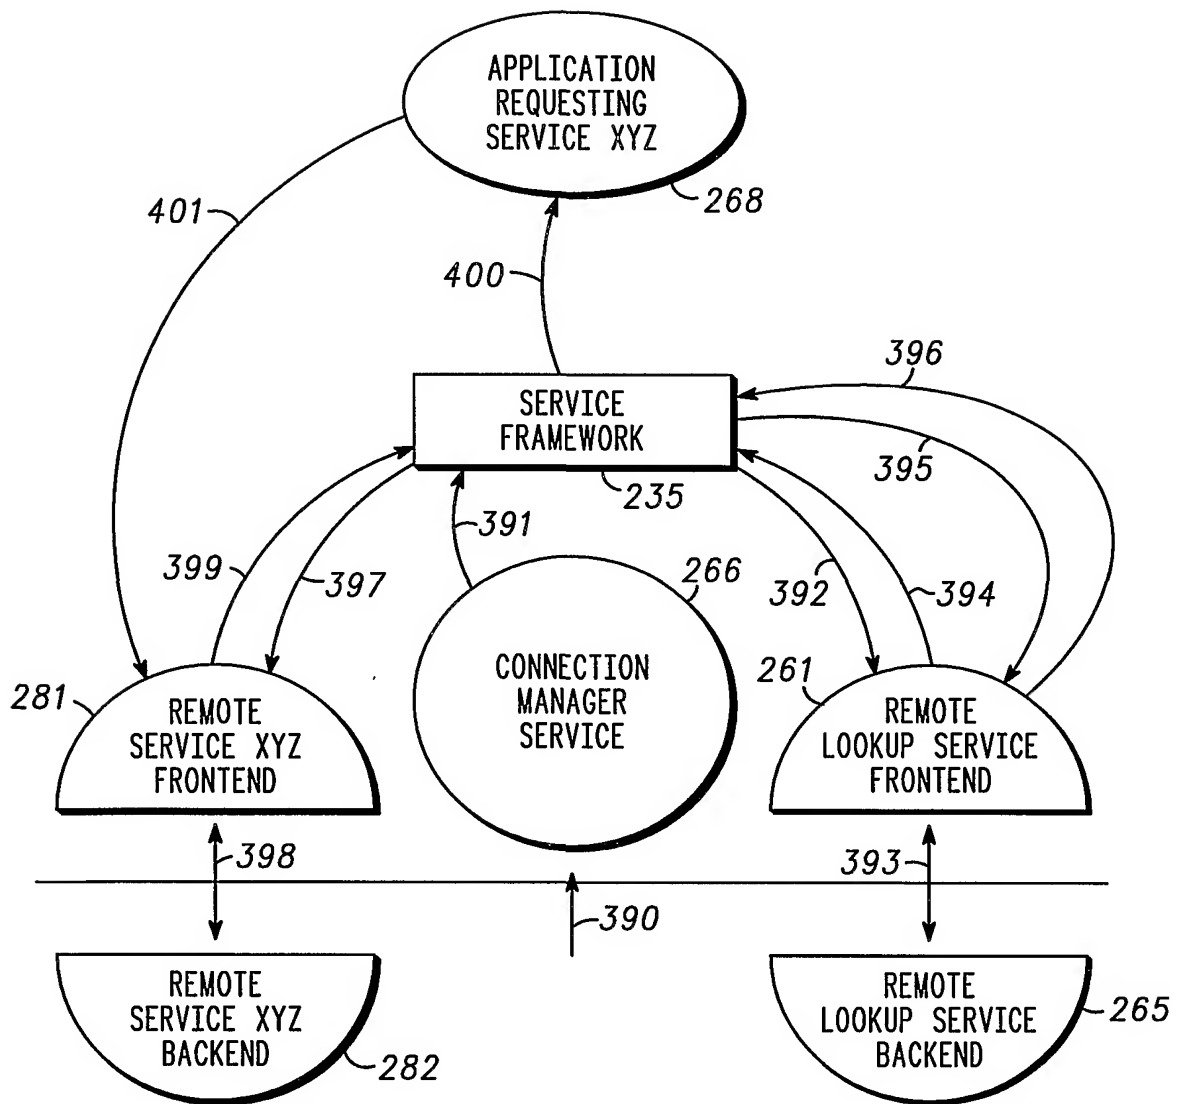 APPLICATION
REQUESTING
SERVICE XYZ
268
401
400
396
SERVICE
FRAMEWORK
395
235
391
399
397
266
392
394
CONNECTION
MANAGER
SERVICE
281
REMOTE
SERVICE XYZ
FRONTEND
261
REMOTE
LOOKUP SERVICE
FRONTEND
398
393
390
REMOTE
SERVICE XYZ
BACKEND
282
REMOTE
LOOKUP SERVICE
BACKEND
265